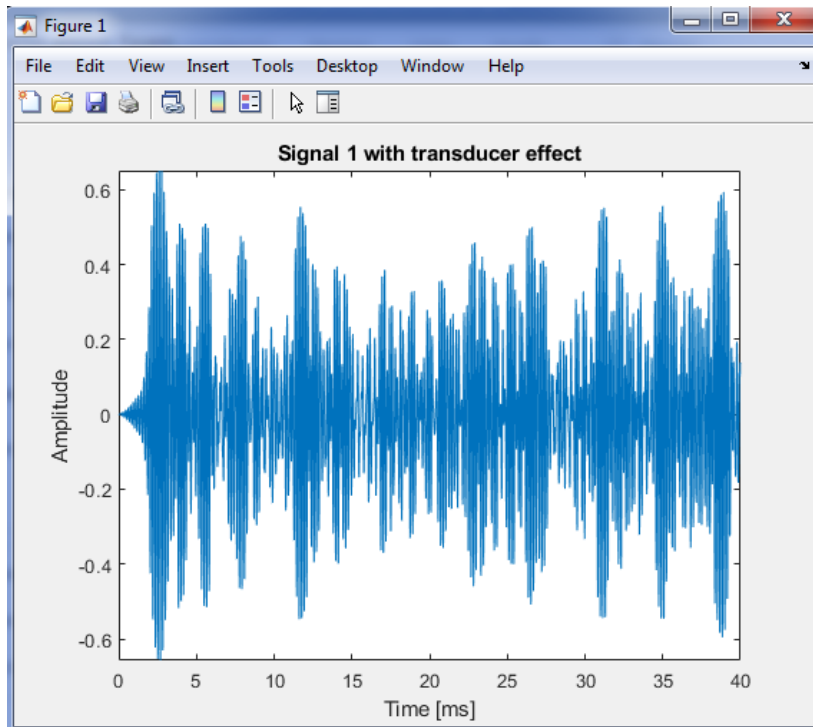 Figure 1
File Edit View Insert Tools Desktop Window Help
Signal 1 with transducer effect
0.6
0.4
0.2
0
-0.2
-0.4
-0.6
Amplitude
0 5 10 15 20 25 30 35 40
Time [ms]